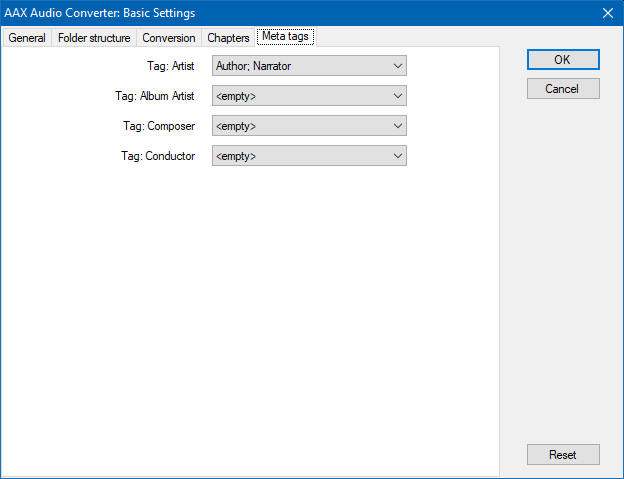 AAX Audio Converter: Basic Settings
General Folder structure Conversion Chapters Meta tags
Tag: Artist Author; Narrator
Tag: Album Artist <empty>
Tag: Composer <empty>
Tag: Conductor <empty>
OK
Cancel
Reset